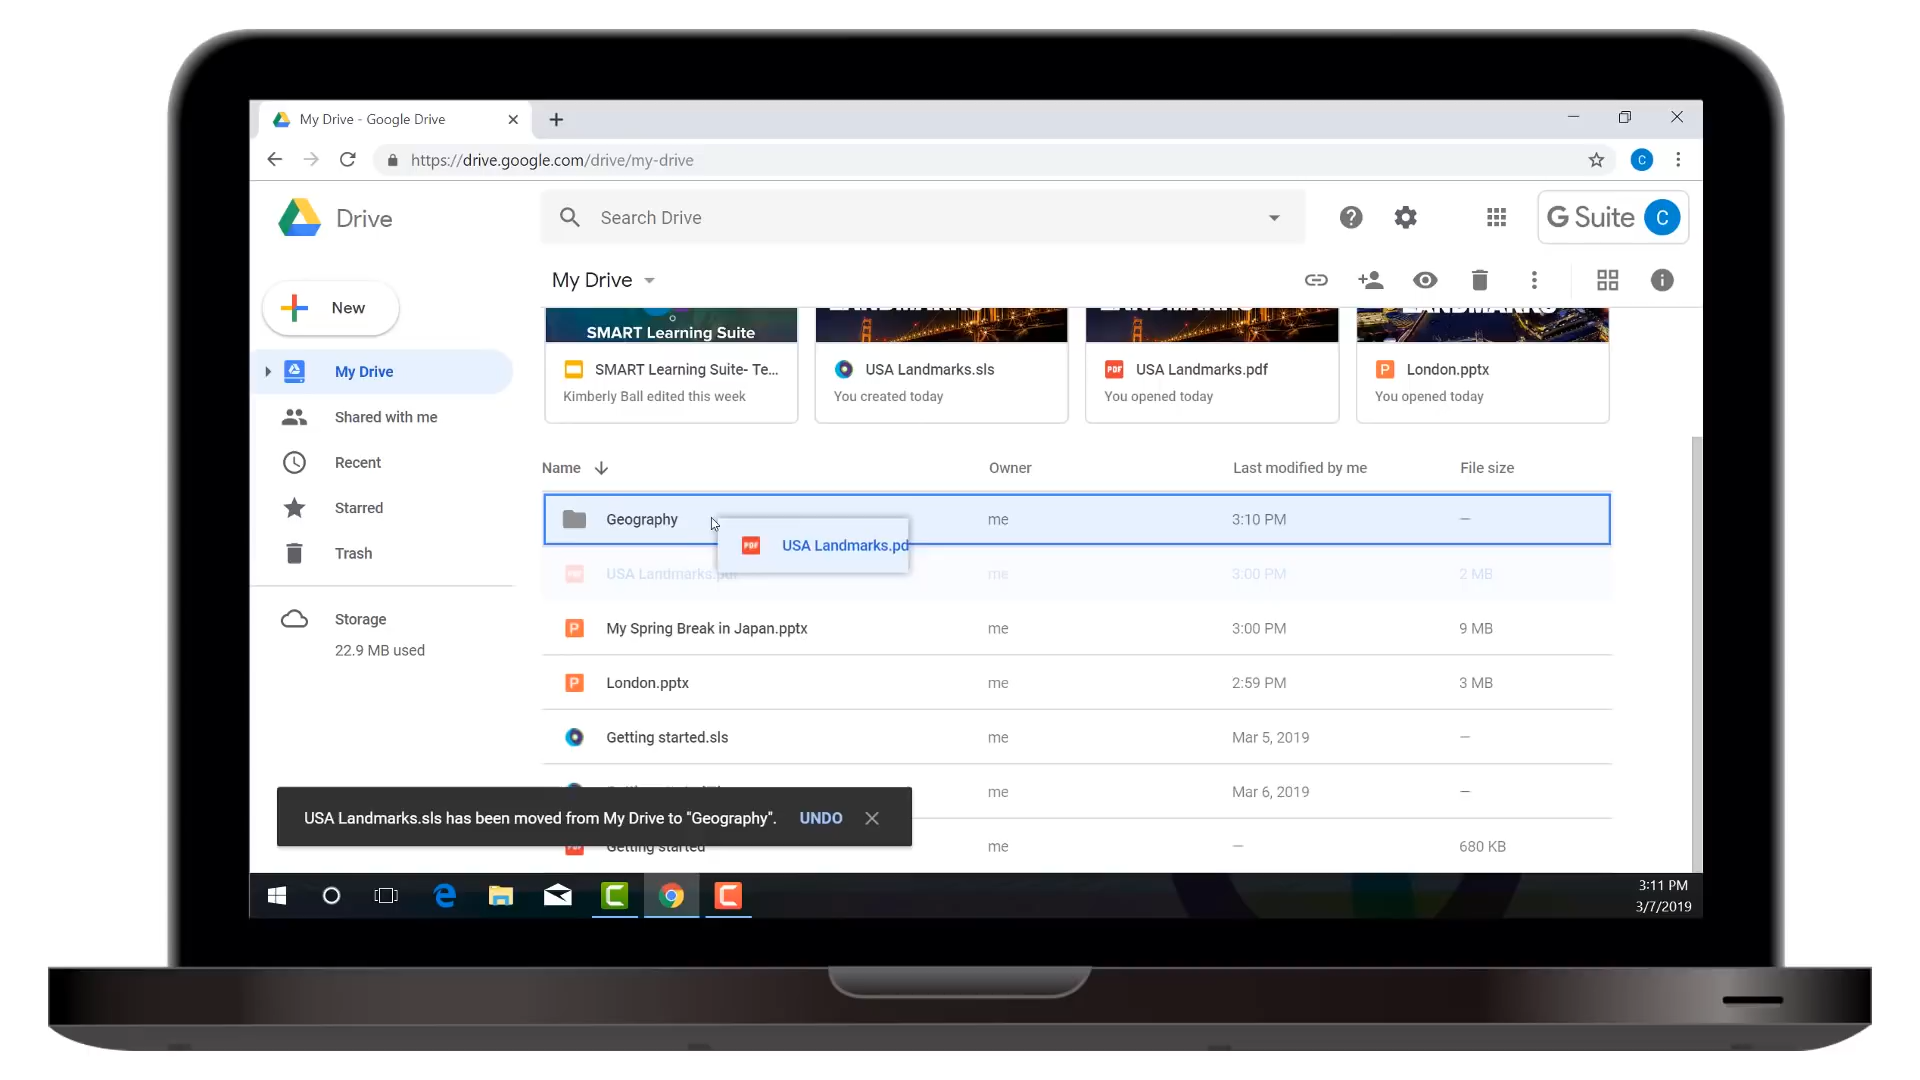 My Drive - Google Drive
https://drive.google.com/drive/my-drive
C
Drive
Search Drive
G Suite C
My Drive
New
SMART Learning Suite
SMART Learning Suite- Te...
Kimberly Ball edited this week
USA Landmarks.sls
You created today
PDF USA Landmarks.pdf
You opened today
P London.pptx
You opened today
My Drive
Shared with me
Recent
Starred
Trash
Storage
22.9 MB used
Name Owner Last modified by me File size
Geography me 3:10 PM —
PDF USA Landmarks.pd
USA Landmarks.pdf me 3:00 PM 2 MB
P My Spring Break in Japan.pptx me 3:00 PM 9 MB
P London.pptx me 2:59 PM 3 MB
Getting started.sls me Mar 5, 2019 —
me Mar 6, 2019 —
Getting started me — 680 KB
USA Landmarks.sls has been moved from My Drive to "Geography". UNDO
3:11 PM
3/7/2019